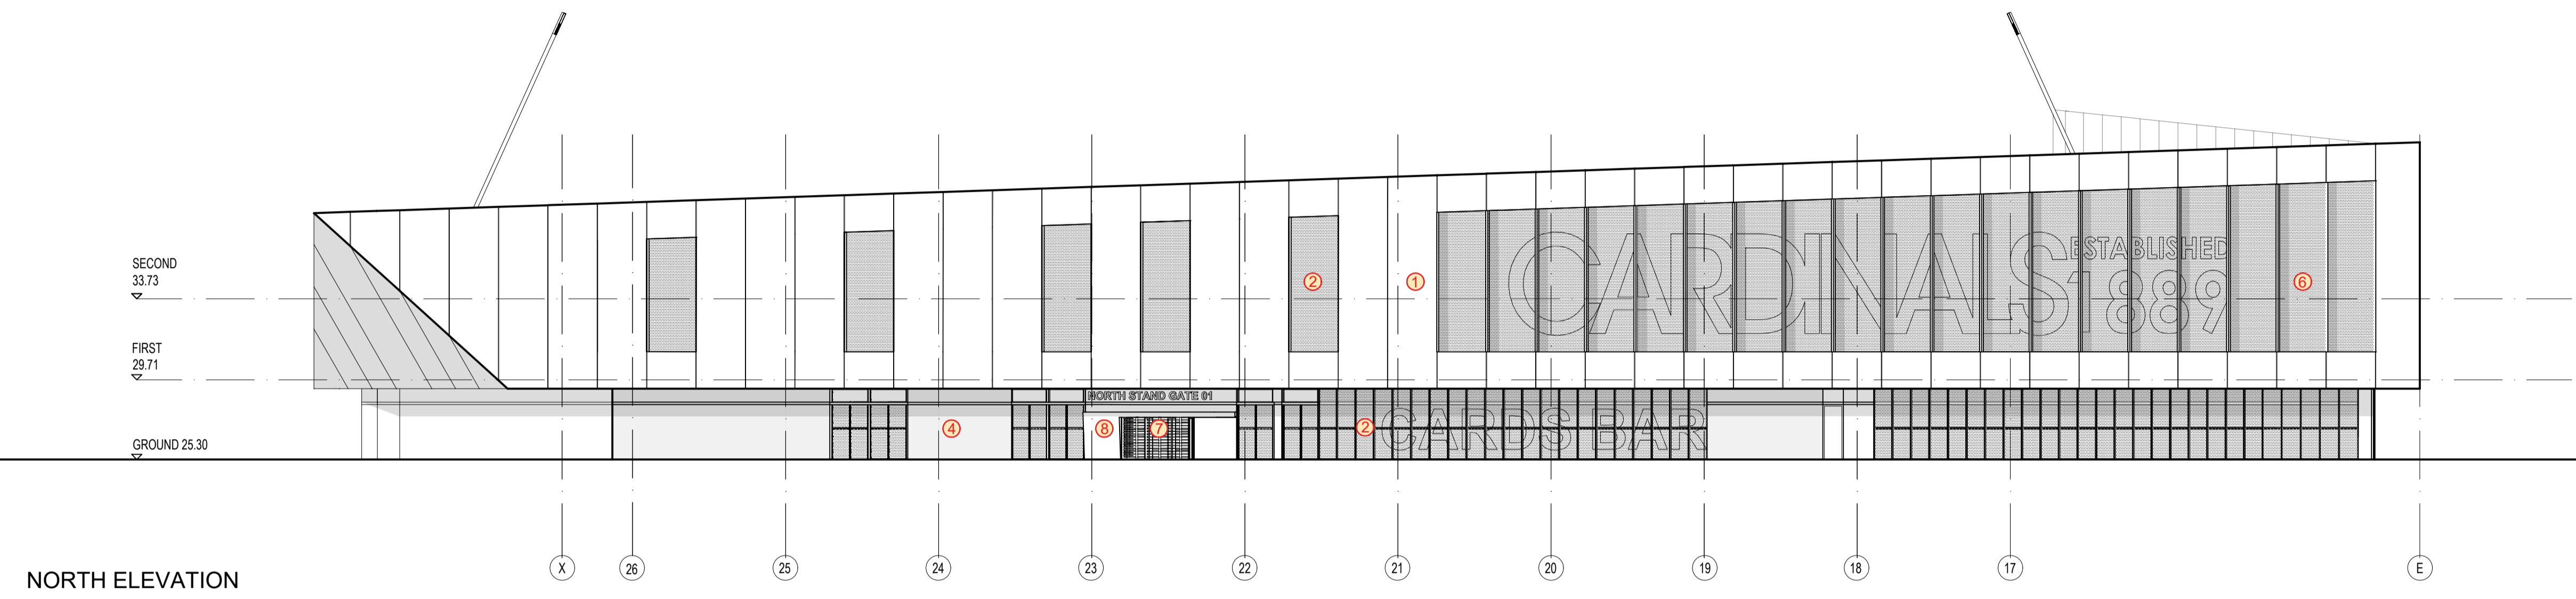 SECOND
33.73
FIRST
29.71
GROUND 25.30
CARDINALS
ESTABLISHED
1889
2
1
6
NORTH STAND GATE 01
4
8
7
2
CARDS BAR
X
26
25
24
23
22
21
20
19
18
17
E
NORTH ELEVATION